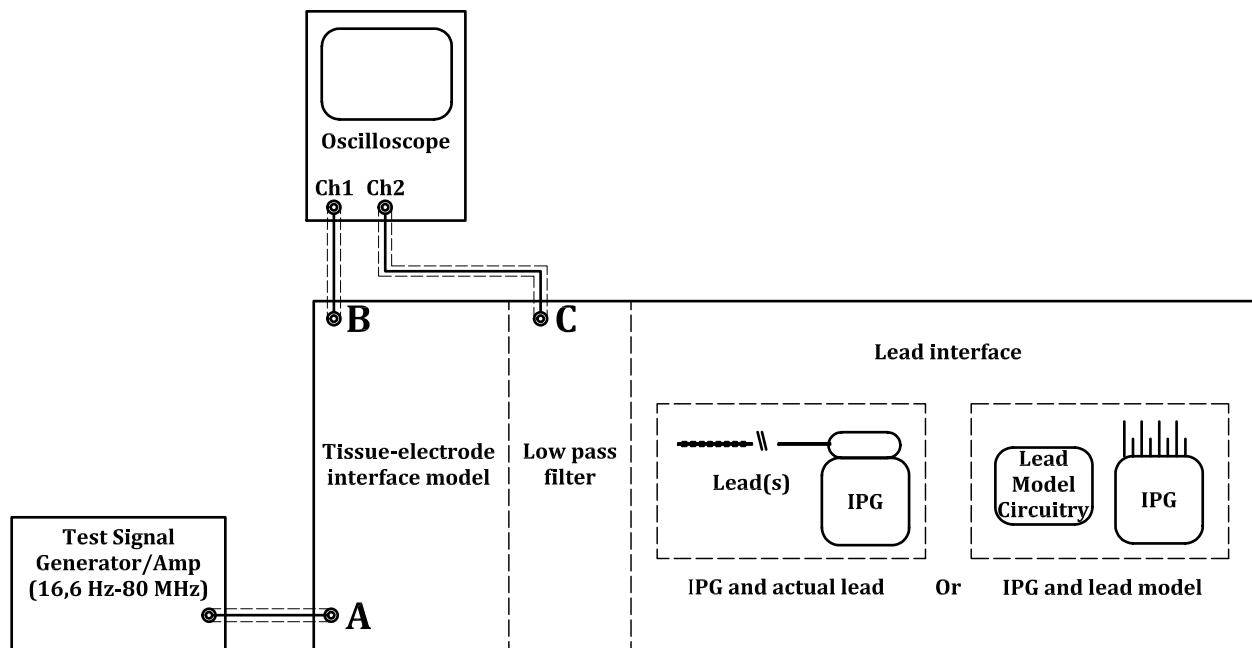 Oscilloscope
Ch1 Ch2
B
C
Lead interface
Tissue-electrode
interface model
Low pass
filter
Lead(s)
IPG
Lead
Model
Circuitry
IPG
Test Signal
Generator/Amp
(16,6 Hz-80 MHz)
A
IPG and actual lead
Or
IPG and lead model